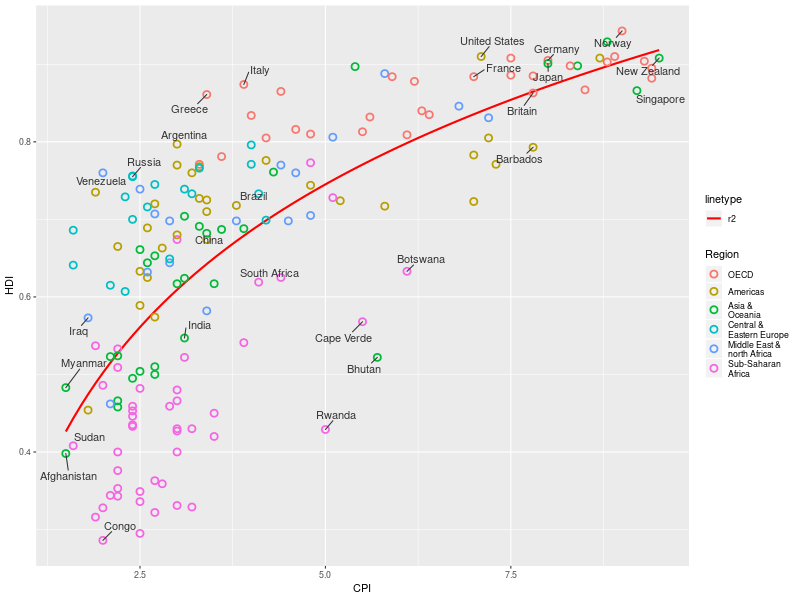 United States
Germany
Norway
Italy
France
Japan
New Zealand
Greece
Britain
Singapore
0.8
Argentina
Russia
Barbados
Venezuela
Brazil
China
Botswana
South Africa
HDI
0.6
Iraq
India
Cape Verde
Myanmar
Bhutan
Rwanda
Sudan
0.4
Afghanistan
Congo
2.5
5.0
7.5
CPI
linetype
r2
Region
OECD
Americas
Asia &
Oceania
Central &
Eastern Europe
Middle East &
north Africa
Sub-Saharan
Africa